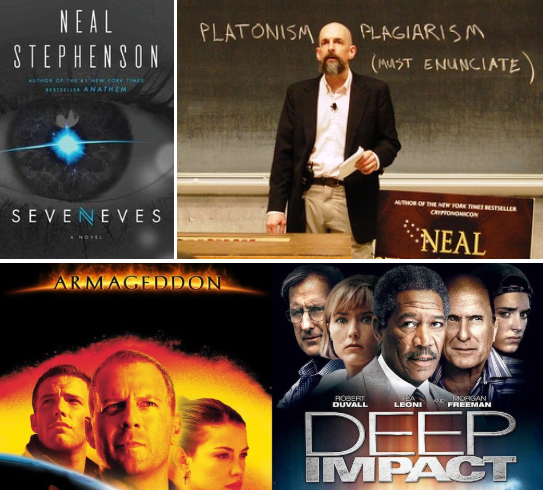 NEAL
STEPHENSON
AUTHOR OF THE #1 NEW YORK TIMES
BESTSELLER ANATHEM
SEVENEVES
A NOVEL
PLATONISM PLAGIARISM
(MUST ENUNCIATE)
AUTHOR OF THE NEW YORK TIMES BESTSELLER
CRYPTONOMICON
NEAL
ARMAGEDDON
ROBERT
DUVALL
TÉA
LEONI
AND
MORGAN
FREEMAN
DEEP
IMPACT